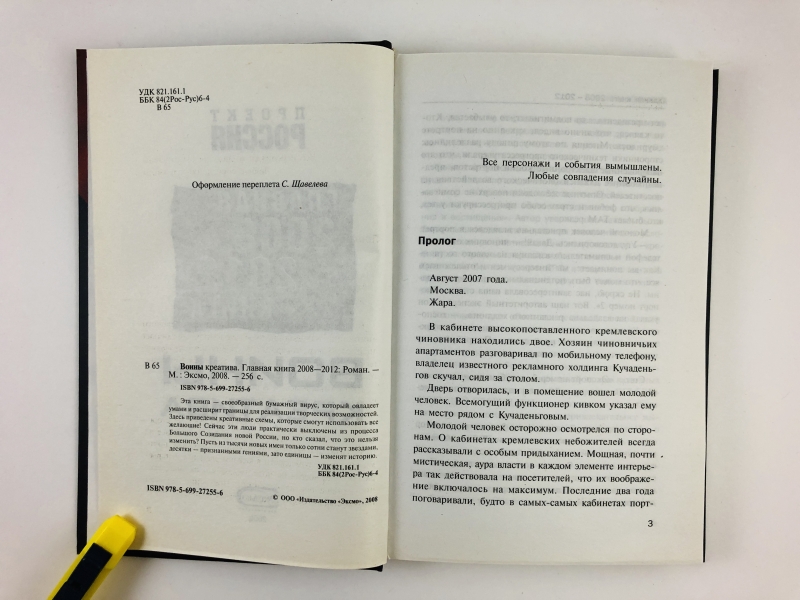 УДК 821.161.1
ББК 84(2Рос-Рус)6-4
В 65
Оформление переплета С. Шавелева
В 65
Воины креатива. Главная книга 2008—2012: Роман. —
М. : Эксмо, 2008. — 256 с.
ISBN 978-5-699-27255-6
Эта книга — своеобразный бумажный вирус, который овладеет
умами и расширит границы для реализации творческих возможностей.
Здесь приведены креативные схемы, которые смогут использовать все
желающие! Сейчас эти люди практически выключены из процесса
Большого Созидания новой России, но кто сказал, что это нельзя
изменить? Пусть из тысячи новых имен только сотни станут звездами,
десятки — признанными гениями, зато единицы — изменят историю.
УДК 821.161.1
ББК 84(2Рос-Рус)6-4
ISBN 978-5-699-27255-6
© ООО «Издательство «Эксмо», 2008
Все персонажи и события вымышлены.
Любые совпадения случайны.
Пролог
Август 2007 года.
Москва.
Жара.
В кабинете высокопоставленного кремлевского
чиновника находились двое. Хозяин чиновничьих
апартаментов разговаривал по мобильному телефону,
владелец известного рекламного холдинга Кучадень-
гов скучал, сидя за столом.
Дверь отворилась, и в помещение вошел молодой
человек. Всемогущий функционер кивком указал ему
на место рядом с Кучаденьговым.
Молодой человек осторожно осмотрелся по сторо-
нам. О кабинетах кремлевских небожителей всегда
рассказывали с особым придыханием. Мощная, почти
мистическая, аура власти в каждом элементе интерье-
ра так действовала на посетителей, что их воображе-
ние включалось на максимум. Последние два года
поговаривали, будто в самых-самых кабинетах порт-
3